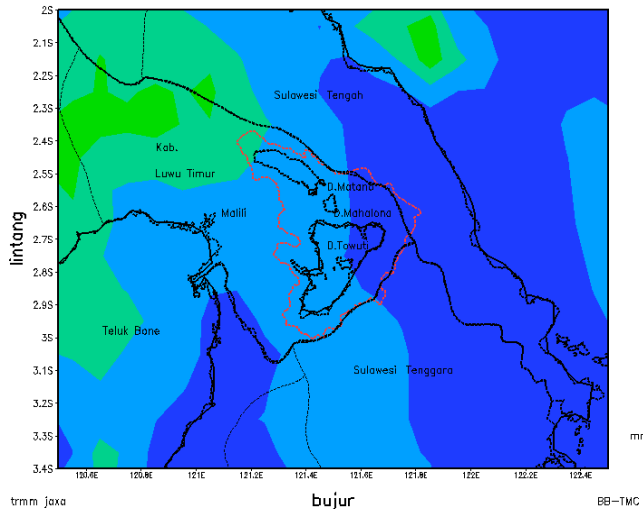 2S
2.1S
2.2S
2.3S
2.4S
2.5S
2.6S
2.7S
2.8S
2.9S
3S
3.1S
3.2S
3.3S
3.4S
lintang
Sulawesi Tengah
Kab.
Luwu Timur
D.Matano
D.Mahalona
Malili
D.Towuti
Teluk Bone
Sulawesi Tenggara
mm
120.6E 120.8E 121E 121.2E 121.4E 121.6E 121.8E 122E 122.2E 122.4E
trmm jaxa
bujur
BB-TMC